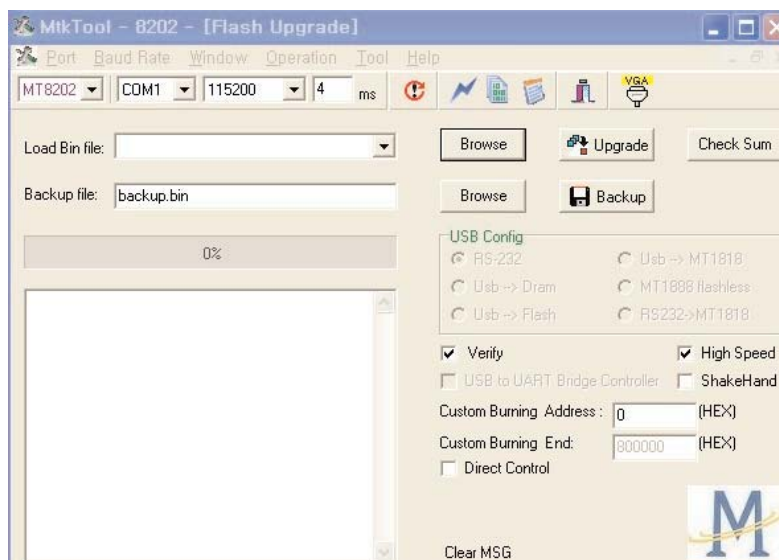 MtkTool - 8202 - [Flash Upgrade]
Port Baud Rate Window Operation Tool Help
MT8202 COM1 115200 4 ms VGA
Load Bin file: Browse Upgrade Check Sum
Backup file: backup.bin Browse Backup
0%
USB Config
RS-232 Usb --> MT1818
Usb --> Dram MT1888 flashless
Usb --> Flash RS232->MT1818
Verify High Speed
USB to UART Bridge Controller ShakeHand
Custom Burning Address : 0 (HEX)
Custom Burning End: 800000 (HEX)
Direct Control
M
Clear MSG